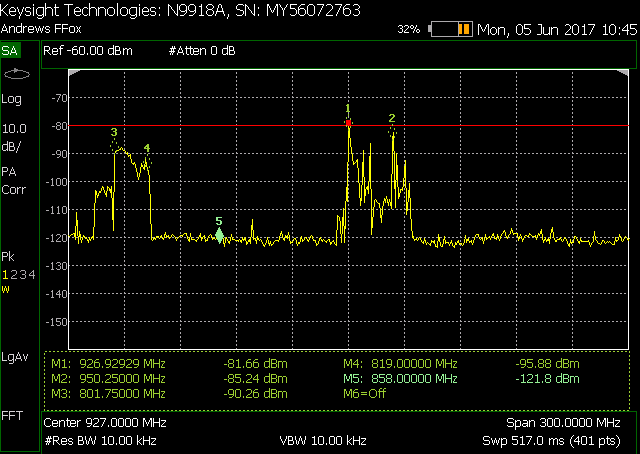 Keysight Technologies: N9918A, SN: MY56072763
Andrews FFox 32% Mon, 05 Jun 2017 10:45
SA Ref -60.00 dBm #Atten 0 dB
Log
10.0
dB/
PA
Corr
Pk
1 2 3 4
W
LgAv
FFT
-70
-80
-90
-100
-110
-120
-130
-140
-150
1
2
3
4
5
M1: 926.92929 MHz -81.66 dBm M4: 819.00000 MHz -95.88 dBm
M2: 950.25000 MHz -85.24 dBm M5: 858.00000 MHz -121.8 dBm
M3: 801.75000 MHz -90.26 dBm M6=Off
Center 927.0000 MHz Span 300.0000 MHz
#Res BW 10.00 kHz VBW 10.00 kHz Swp 517.0 ms (401 pts)